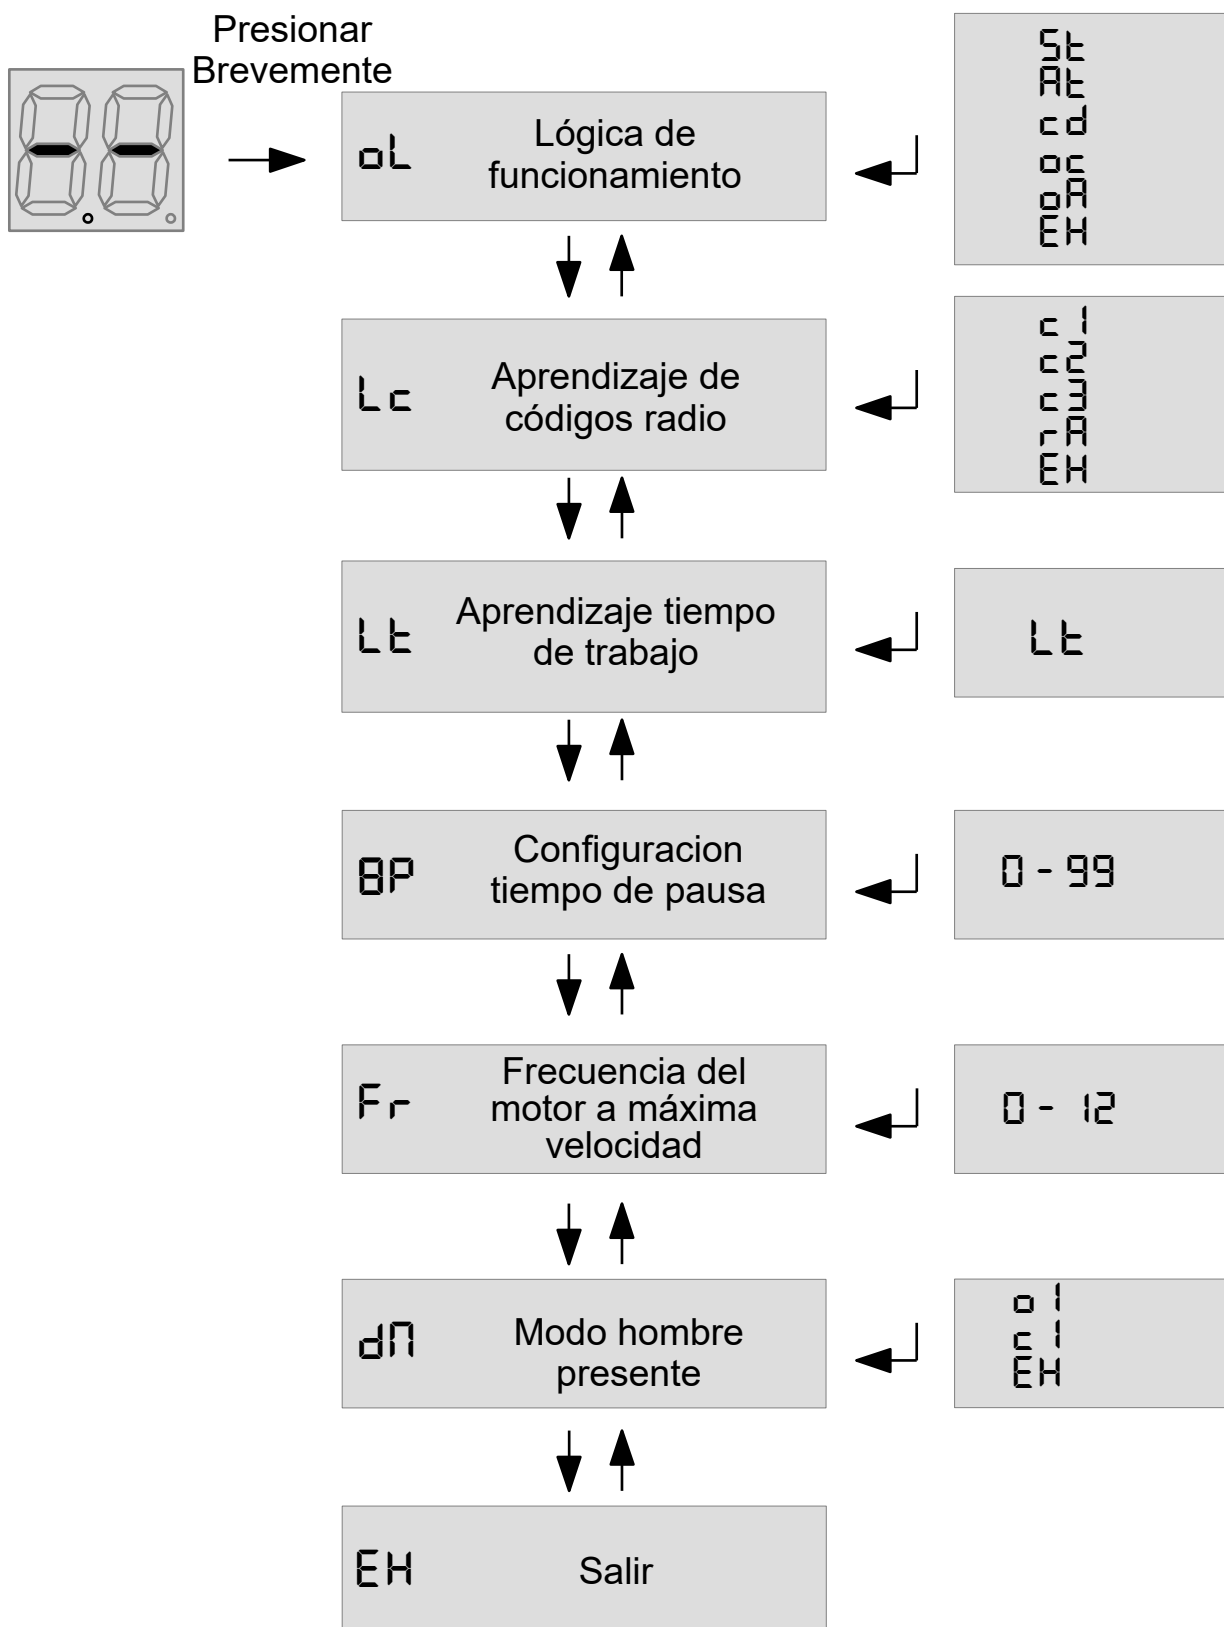 Presionar
Brevemente
--
oL
Lógica de
funcionamiento
St
At
cd
oc
oA
EH
Lc
Aprendizaje de
códigos radio
c1
c2
c3
rA
EH
Lt
Aprendizaje tiempo
de trabajo
Lt
8P
Configuracion
tiempo de pausa
0-99
Fr
Frecuencia del
motor a máxima
velocidad
0-12
dM
Modo hombre
presente
o1
c1
EH
EH
Salir